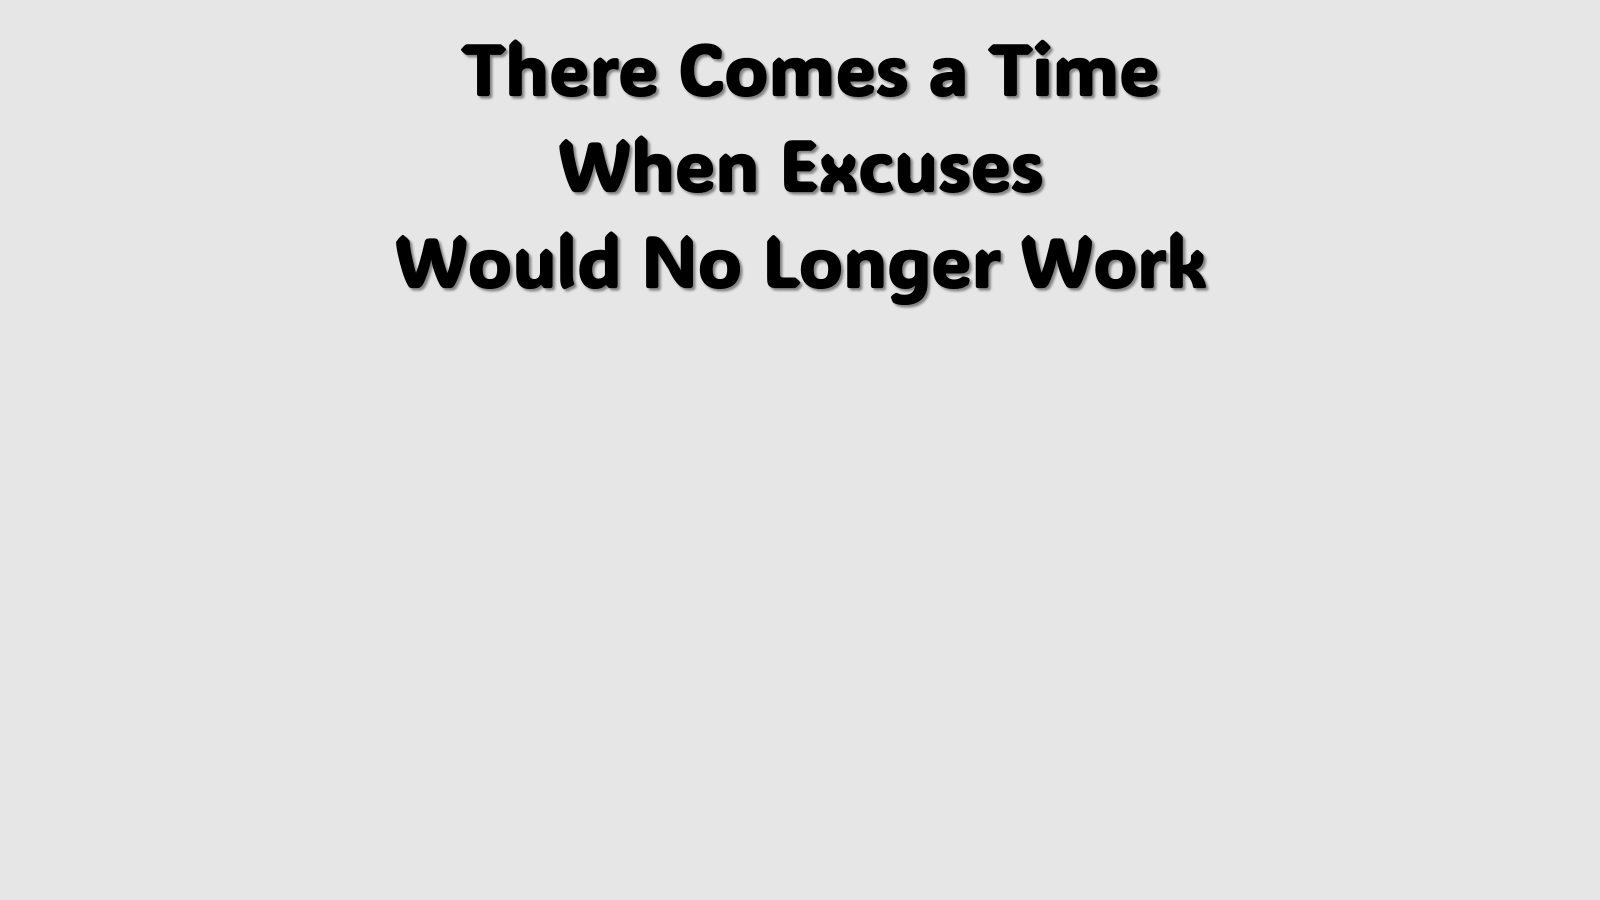 There Comes a Time
When Excuses
Would No Longer Work